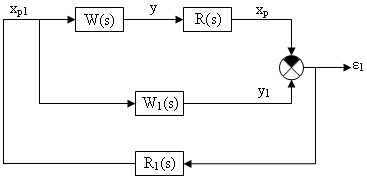 xp1 W(s) y R(s) xp
ε1
W1(s) y1
R1(s)